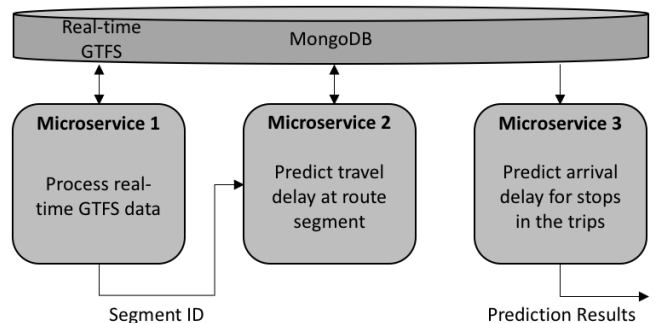 Real-time
GTFS
MongoDB
Microservice 1
Process real-
time GTFS data
Microservice 2
Predict travel
delay at route
segment
Microservice 3
Predict arrival
delay for stops
in the trips
Segment ID
Prediction Results